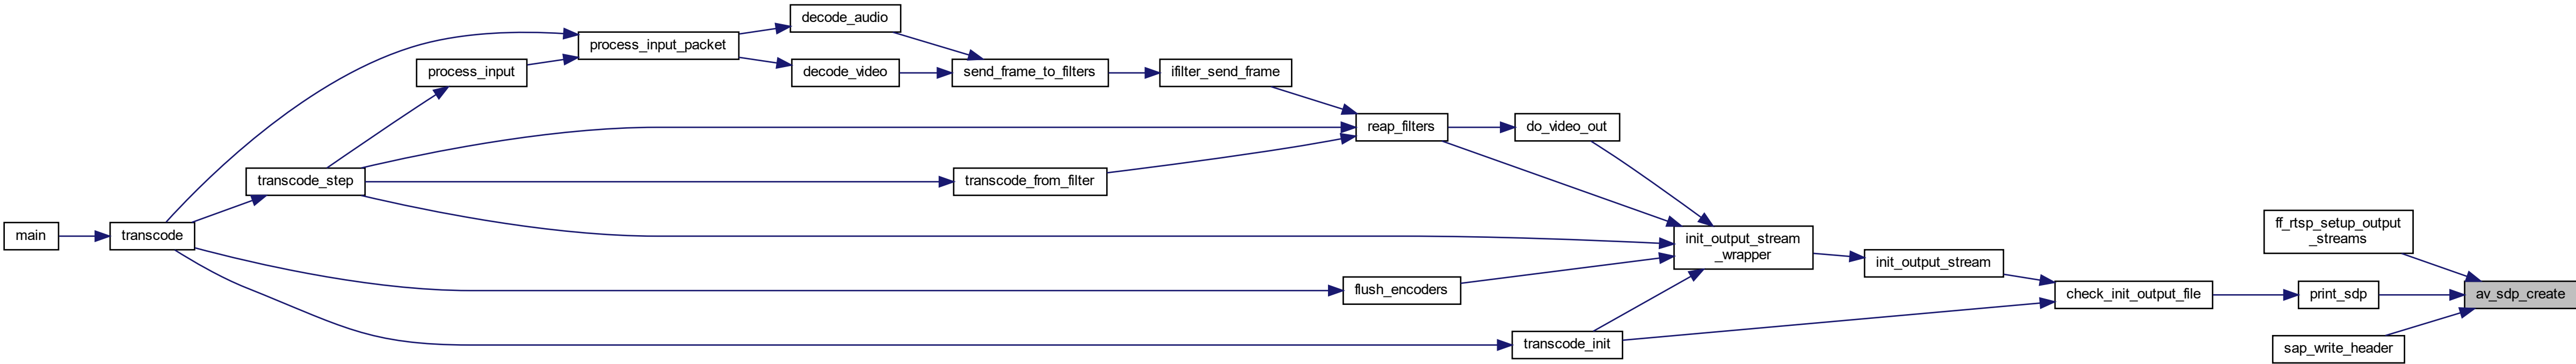 decode_audio
process_input_packet
process_input
decode_video
send_frame_to_filters
ifilter_send_frame
reap_filters
do_video_out
transcode_step
transcode_from_filter
main
transcode
init_output_stream
_wrapper
ff_rtsp_setup_output
_streams
init_output_stream
flush_encoders
check_init_output_file
print_sdp
av_sdp_create
transcode_init
sap_write_header